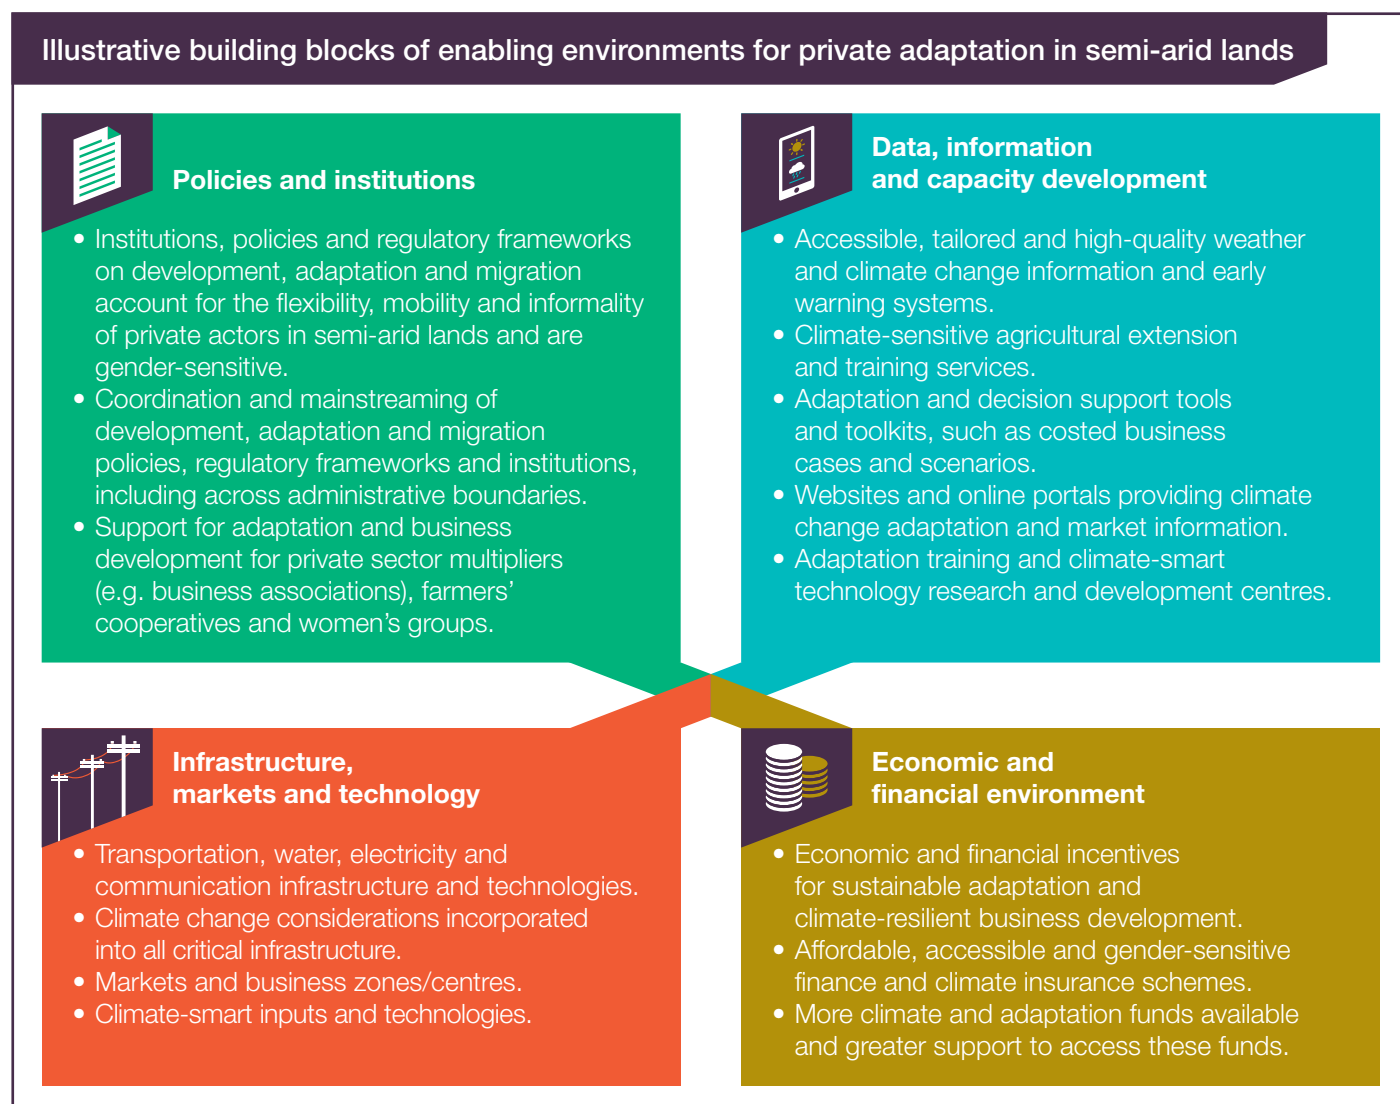 Illustrative building blocks of enabling environments for private adaptation in semi-arid lands
Policies and institutions
• Institutions, policies and regulatory frameworks
on development, adaptation and migration
account for the flexibility, mobility and informality
of private actors in semi-arid lands and are
gender-sensitive.
• Coordination and mainstreaming of
development, adaptation and migration
policies, regulatory frameworks and institutions,
including across administrative boundaries.
• Support for adaptation and business
development for private sector multipliers
(e.g. business associations), farmers’
cooperatives and women’s groups.
Data, information
and capacity development
• Accessible, tailored and high-quality weather
and climate change information and early
warning systems.
• Climate-sensitive agricultural extension
and training services.
• Adaptation and decision support tools
and toolkits, such as costed business
cases and scenarios.
• Websites and online portals providing climate
change adaptation and market information.
• Adaptation training and climate-smart
technology research and development centres.
Infrastructure,
markets and technology
• Transportation, water, electricity and
communication infrastructure and technologies.
• Climate change considerations incorporated
into all critical infrastructure.
• Markets and business zones/centres.
• Climate-smart inputs and technologies.
Economic and
financial environment
• Economic and financial incentives
for sustainable adaptation and
climate-resilient business development.
• Affordable, accessible and gender-sensitive
finance and climate insurance schemes.
• More climate and adaptation funds available
and greater support to access these funds.